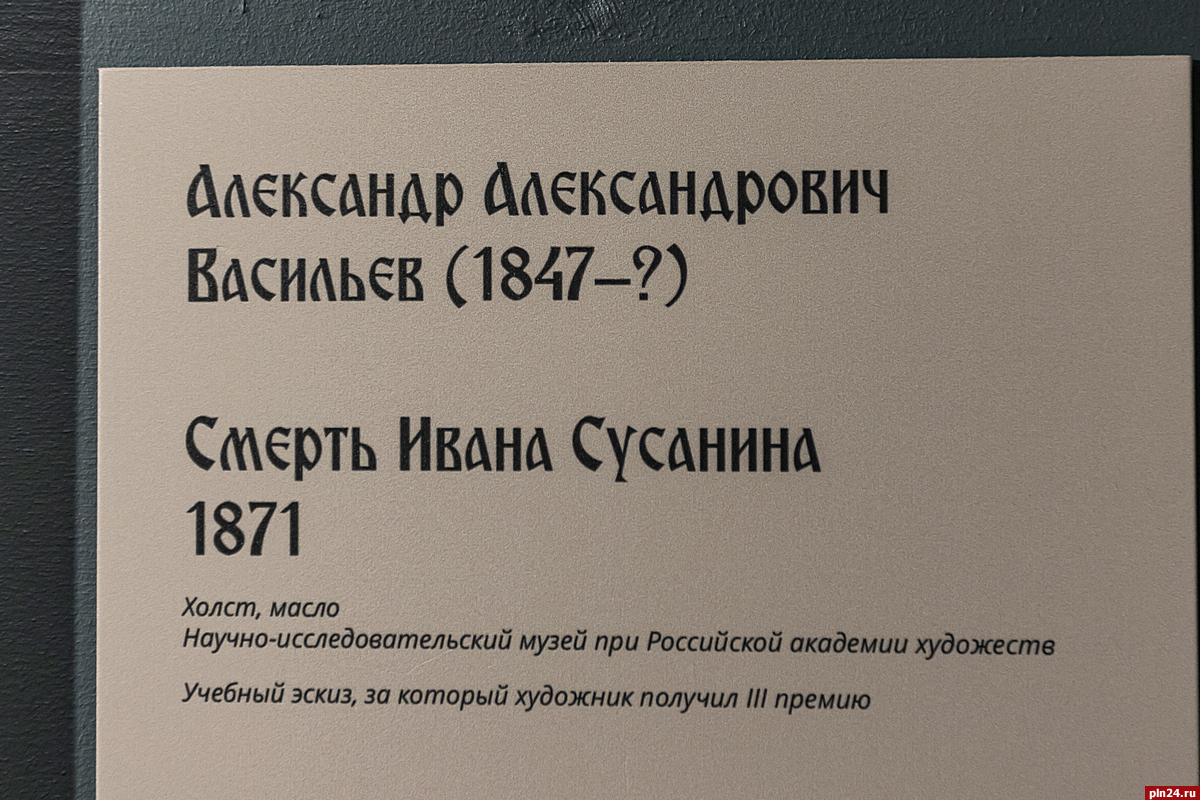 Александр Александрович
Васильев (1847–?)
Смерть Ивана Сусанина
1871
Холст, масло
Научно-исследовательский музей при Российской академии художеств
Учебный эскиз, за который художник получил III премию
pln24.ru